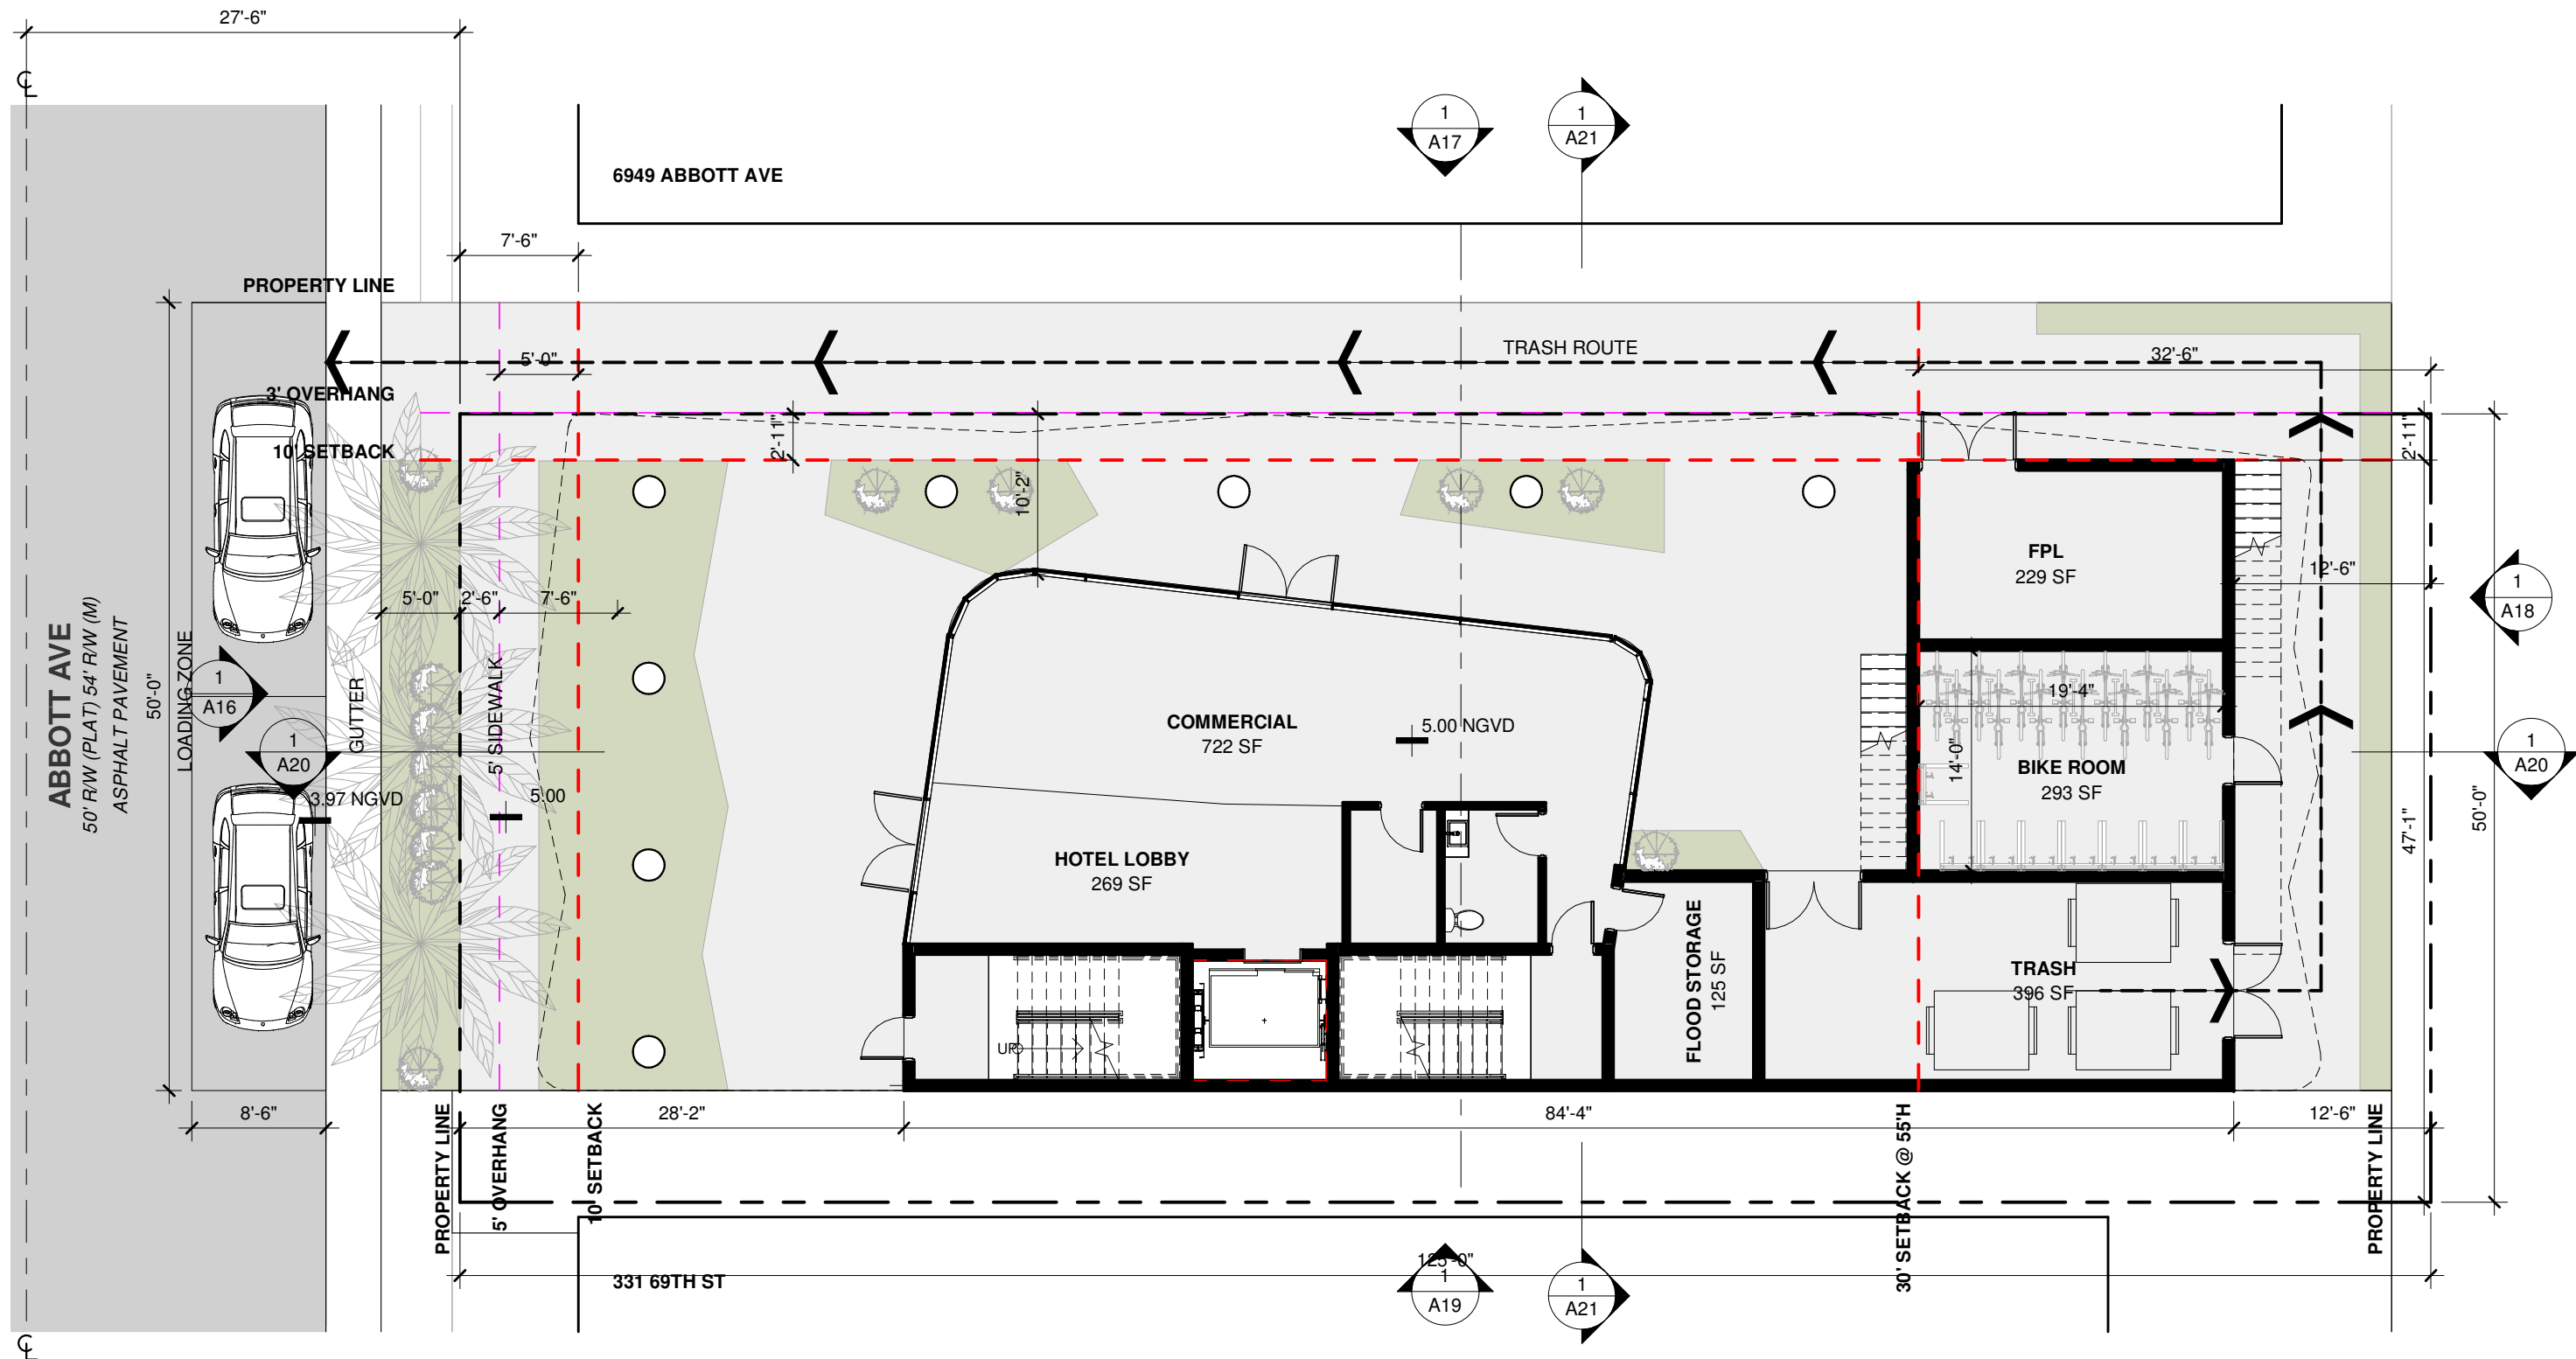 27'-6"
℄
1
A17
1
A21
6949 ABBOTT AVE
7'-6"
PROPERTY LINE
TRASH ROUTE
5'-0"
32'-6"
3' OVERHANG
10' SETBACK
2'-11"
10'-2"
2'-11"
FPL
229 SF
12'-6"
1
A18
5'-0"
2'-6"
7'-6"
ABBOTT AVE
50' R/W (PLAT) 54' R/W (M)
ASPHALT PAVEMENT
50'-0"
LOADING ZONE
1
A16
GUTTER
5' SIDEWALK
1
A20
3.97 NGVD
5.00
COMMERCIAL
722 SF
5.00 NGVD
19'-4"
14'-0"
BIKE ROOM
293 SF
1
A20
47'-1"
50'-0"
HOTEL LOBBY
269 SF
FLOOD STORAGE
125 SF
TRASH
396 SF
UP
8'-6"
28'-2"
84'-4"
12'-6"
PROPERTY LINE
5' OVERHANG
10' SETBACK
30' SETBACK @ 55'H
PROPERTY LINE
125'-0"
331 69TH ST
1
A19
1
A21
℄